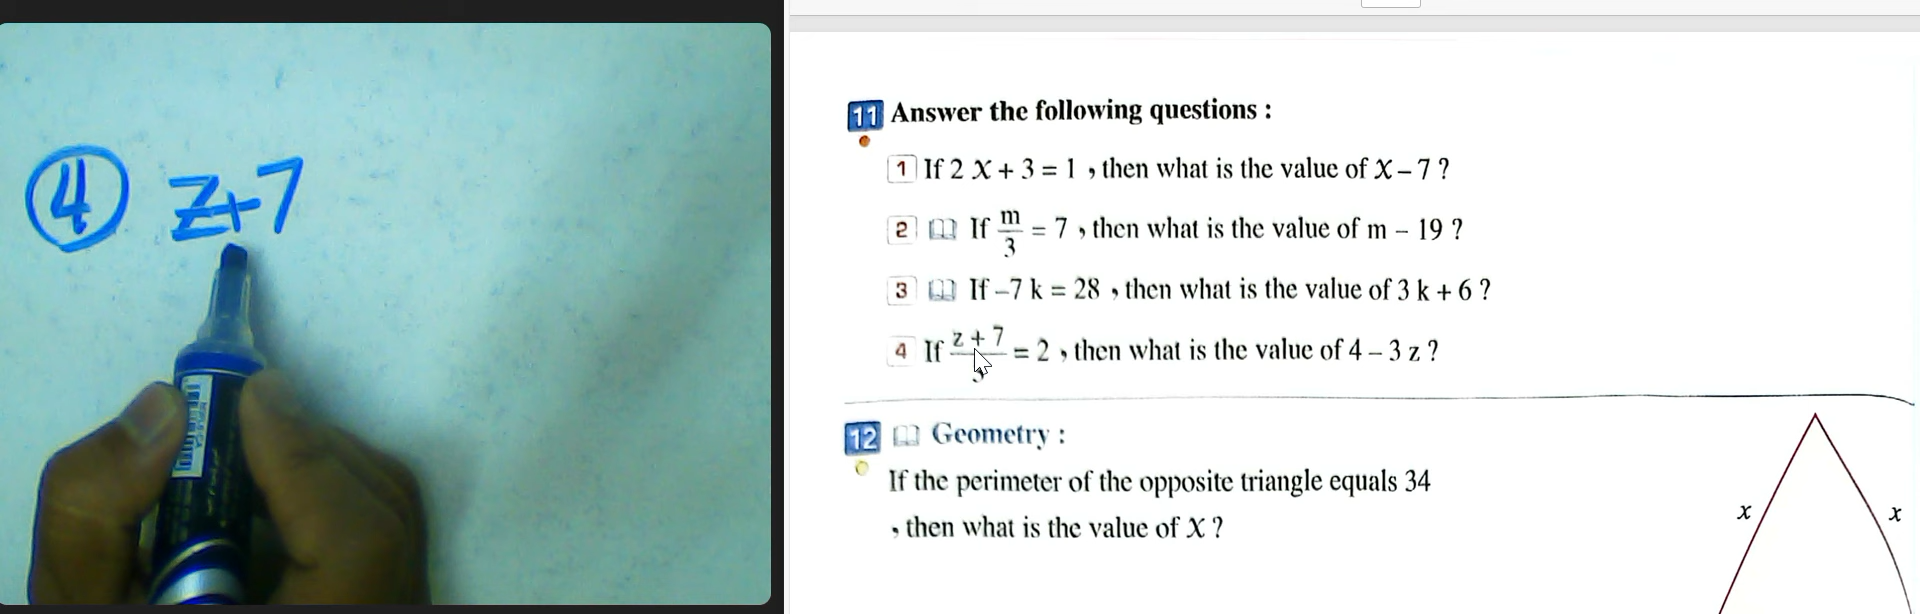 ④ z+7
11 Answer the following questions :
1 If 2 X + 3 = 1 , then what is the value of X – 7 ?
2 If m/3 = 7 , then what is the value of m – 19 ?
3 If –7 k = 28 , then what is the value of 3 k + 6 ?
4 If z + 7 = 2 , then what is the value of 4 – 3 z ?
12 Geometry :
If the perimeter of the opposite triangle equals 34
, then what is the value of X ?
x x